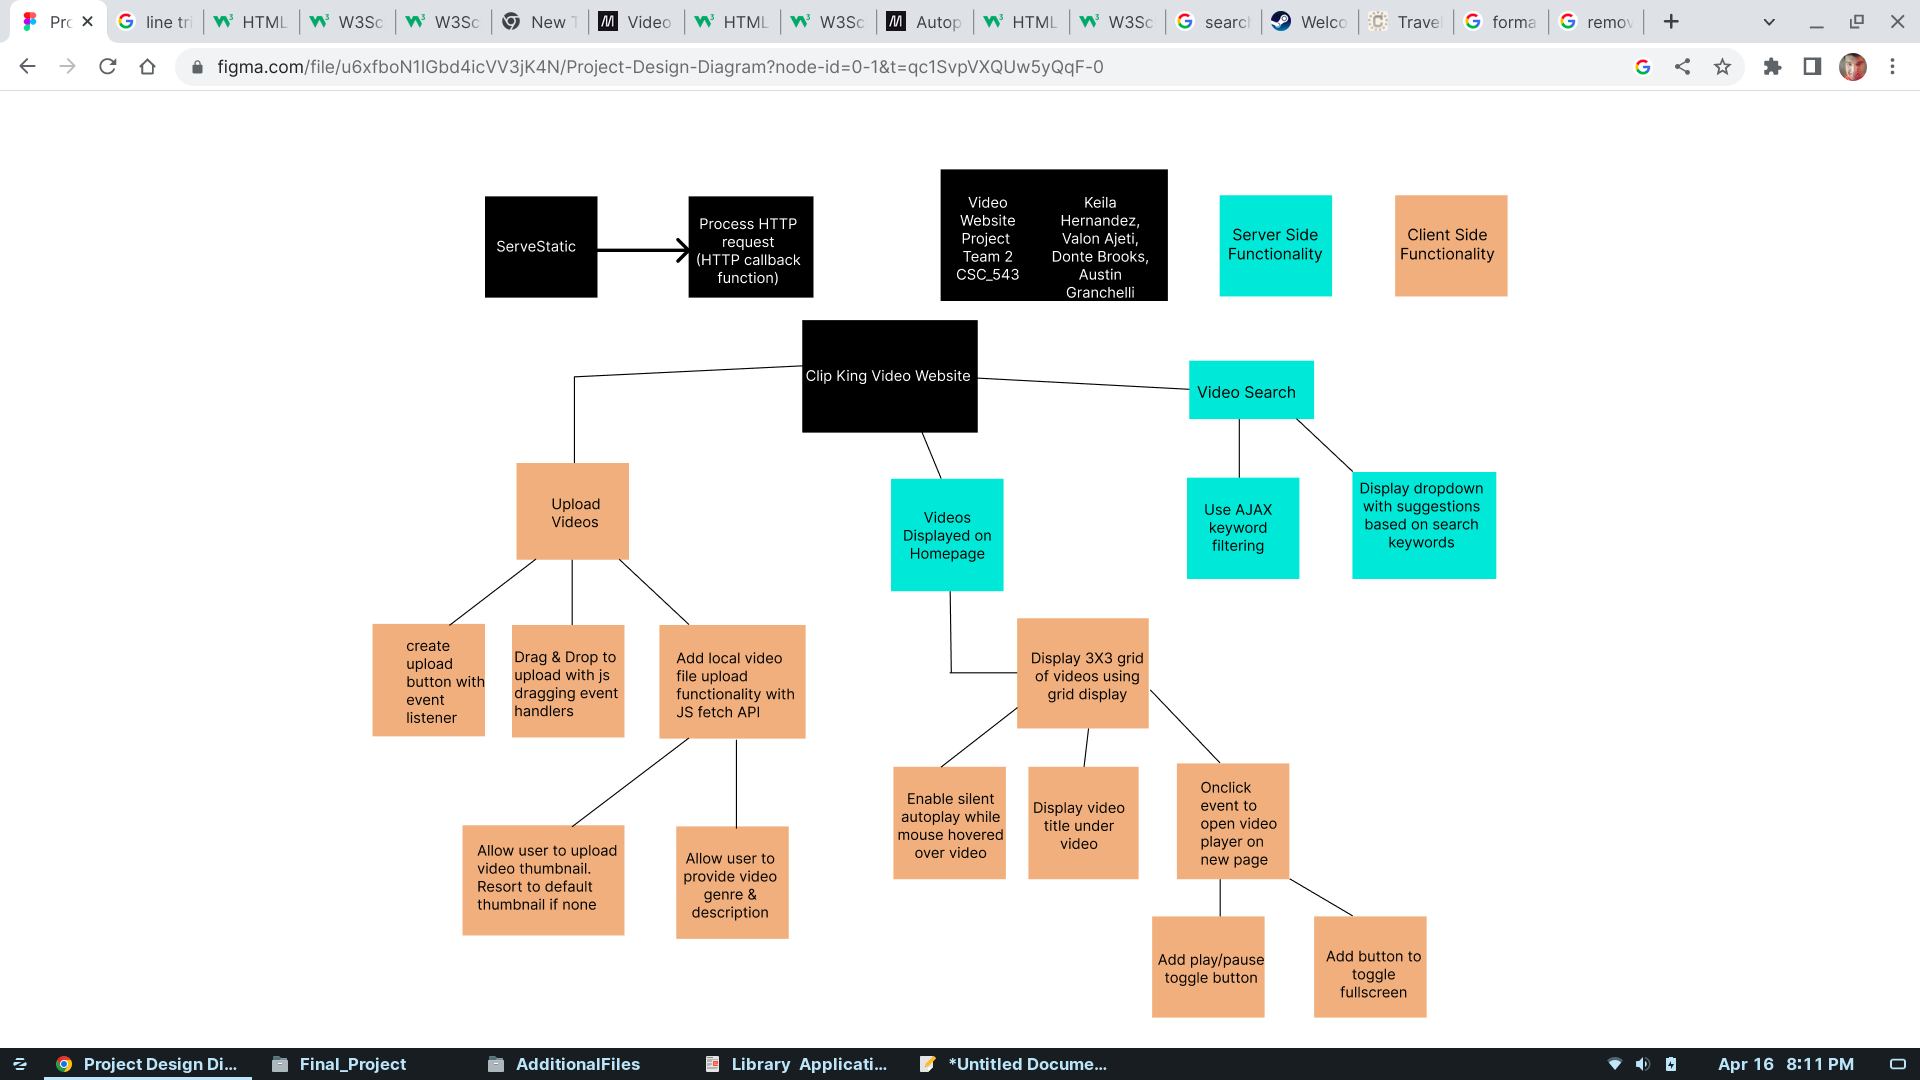 Pro
line tri
HTML
W3Sc
W3Sc
New T
Video
HTML
W3Sc
Autop
HTML
W3Sc
searc
Welco
Trave
forma
remov
figma.com/file/u6xfboN1IGbd4icVV3jK4N/Project-Design-Diagram?node-id=0-1&t=qc1SvpVXQUw5yQqF-0
ServeStatic
Process HTTP
request
(HTTP callback
function)
Video
Website
Project
Team 2
CSC_543
Keila
Hernandez,
Valon Ajeti,
Donte Brooks,
Austin
Granchelli
Server Side
Functionality
Client Side
Functionality
Clip King Video Website
Video Search
Upload
Videos
Videos
Displayed on
Homepage
Use AJAX
keyword
filtering
Display dropdown
with suggestions
based on search
keywords
create
upload
button with
event
listener
Drag & Drop to
upload with js
dragging event
handlers
Add local video
file upload
functionality with
JS fetch API
Display 3X3 grid
of videos using
grid display
Allow user to upload
video thumbnail.
Resort to default
thumbnail if none
Allow user to
provide video
genre &
description
Enable silent
autoplay while
mouse hovered
over video
Display video
title under
video
Onclick
event to
open video
player on
new page
Add play/pause
toggle button
Add button to
toggle
fullscreen
Project Design Di...
Final_Project
AdditionalFiles
Library Applicati...
*Untitled Docume...
Apr 16 8:11 PM